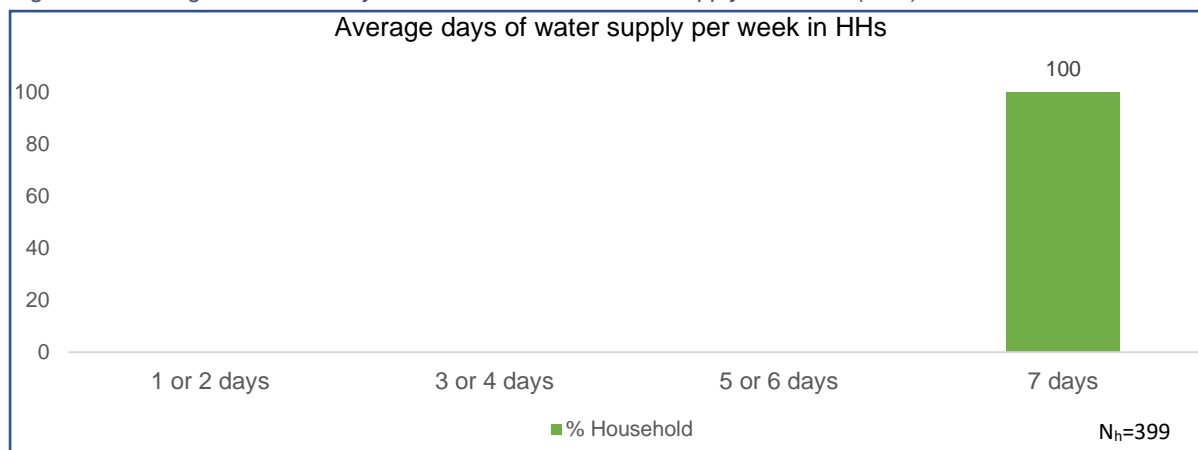 Average days of water supply per week in HHs
100
100
80
60
40
20
0
1 or 2 days 3 or 4 days 5 or 6 days 7 days
% Household
Nₕ=399